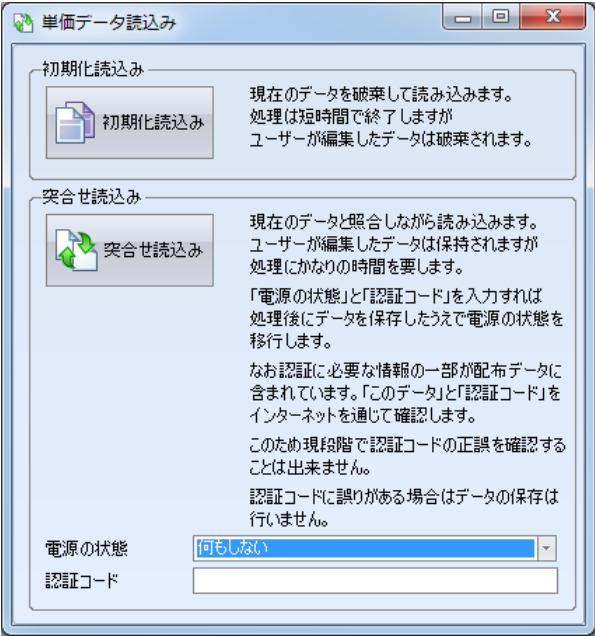 単価データ読込み
初期化読込み
初期化読込み
現在のデータを破棄して読み込みます。
処理は短時間で終了しますが
ユーザーが編集したデータは破棄されます。
突合せ読込み
突合せ読込み
現在のデータと照合しながら読み込みます。
ユーザーが編集したデータは保持されますが
処理にかなりの時間を要します。
「電源の状態」と「認証コード」を入力すれば
処理後にデータを保存したうえで電源の状態を
移行します。
なお認証に必要な情報の一部が配布データに
含まれています。「このデータ」と「認証コード」を
インターネットを通じて確認します。
このため現段階で認証コードの正誤を確認する
ことは出来ません。
認証コードに誤りがある場合はデータの保存は
行いません。
電源の状態
何もしない
認証コード